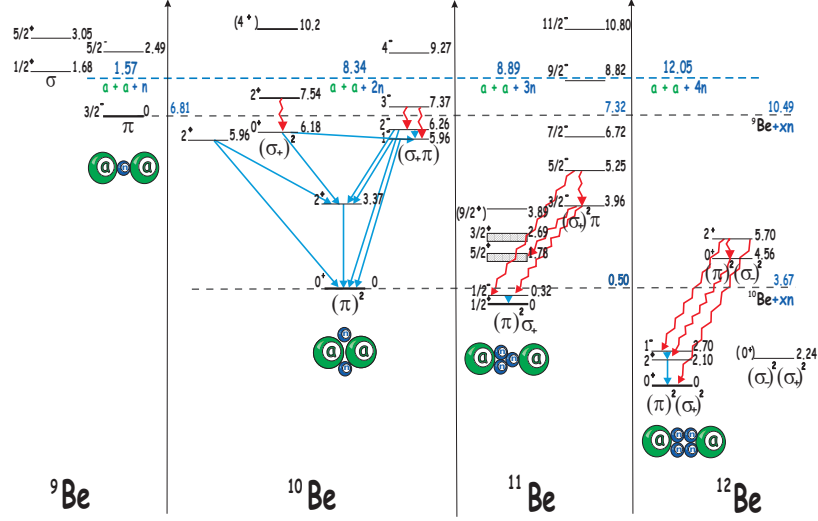 5/2⁺ 3.05
5/2⁻ 2.49
1/2⁺ 1.68
σ
1.57
α + α + n
3/2⁻ 0
π
6.81
a n a
⁹Be
(4⁺) 10.2
4⁻ 9.27
8.34
α + α + 2n
2⁺ 7.54
3⁻ 7.37
0⁺ 6.18
(σ₊)²
2⁻ 6.26
1⁻ 5.96
(σ₊π)
2⁺ 5.96
2⁺ 3.37
0⁺ 0
(π)²
n
a a
n
¹⁰Be
11/2⁻ 10.80
8.89
α + α + 3n
9/2⁻ 8.82
7.32
7/2⁻ 6.72
5/2⁻ 5.25
3/2⁻ 3.96
(σ₊)²π
(9/2⁺) 3.89
3/2⁺ 2.69
5/2⁺ 1.78
0.50
1/2⁻ 0.32
1/2⁺ 0
(π)²σ₊
a n n n a
¹¹Be
12.05
α + α + 4n
10.49
⁹Be+xn
2⁺ 5.70
0⁺ 4.56
(π)²(σ₋)²
3.67
¹⁰Be+xn
1⁻ 2.70
2⁺ 2.10
0⁺ 0
(π)²(σ₊)²
(0⁺) 2.24
(σ₋)²(σ₊)²
a n n n n a
¹²Be